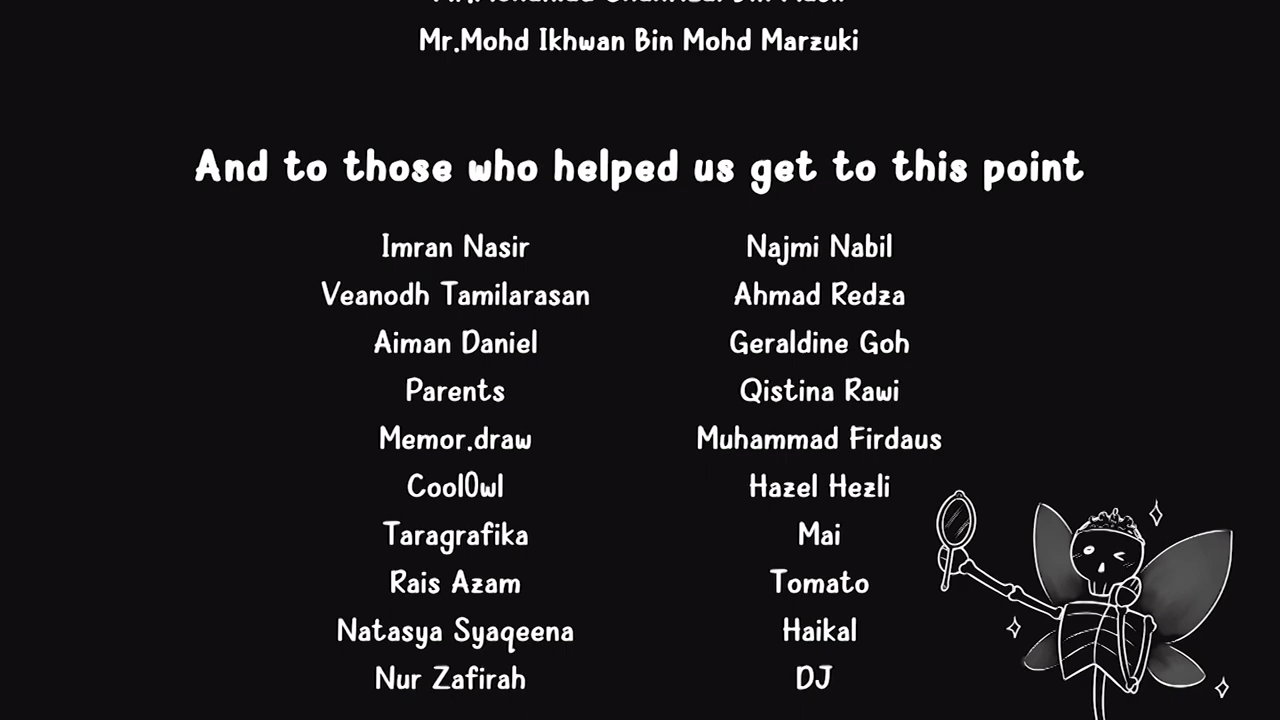 Mr.Mohd Ikhwan Bin Mohd Marzuki
And to those who helped us get to this point
Imran Nasir
Veanodh Tamilarasan
Aiman Daniel
Parents
Memor.draw
CoolOwl
Taragrafika
Rais Azam
Natasya Syaqeena
Nur Zafirah
Najmi Nabil
Ahmad Redza
Geraldine Goh
Qistina Rawi
Muhammad Firdaus
Hazel Hezli
Mai
Tomato
Haikal
DJ